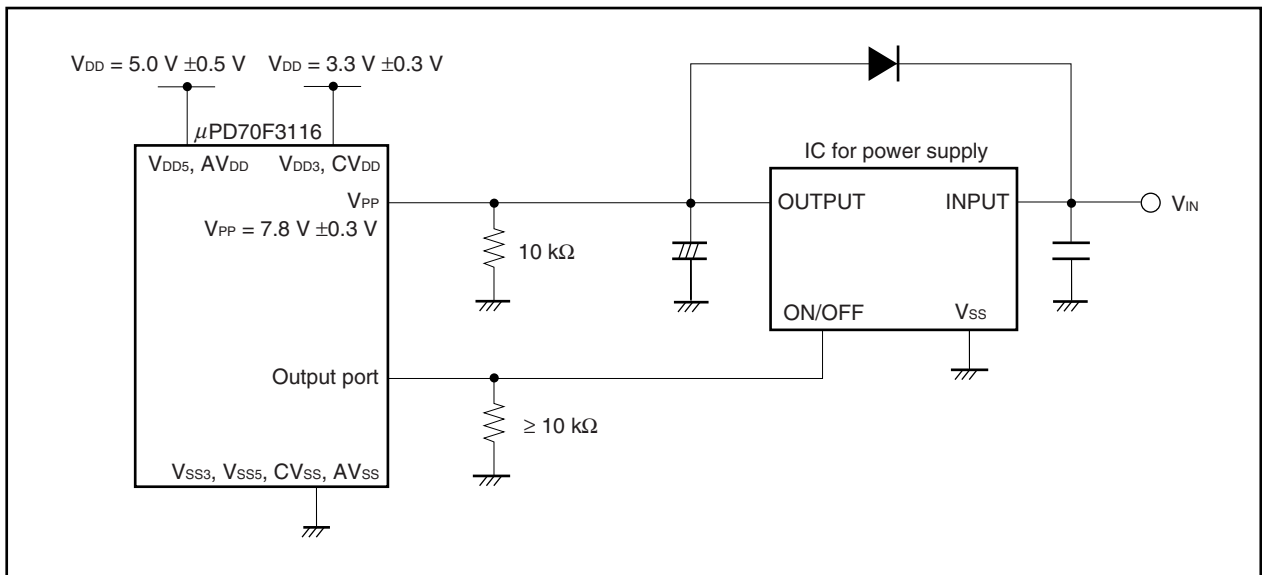 VDD = 5.0 V ±0.5 V
VDD = 3.3 V ±0.3 V
μPD70F3116
VDD5, AVDD
VDD3, CVDD
IC for power supply
VPP
OUTPUT
INPUT
VIN
VPP = 7.8 V ±0.3 V
10 kΩ
ON/OFF
VSS
Output port
≥ 10 kΩ
VSS3, VSS5, CVSS, AVSS